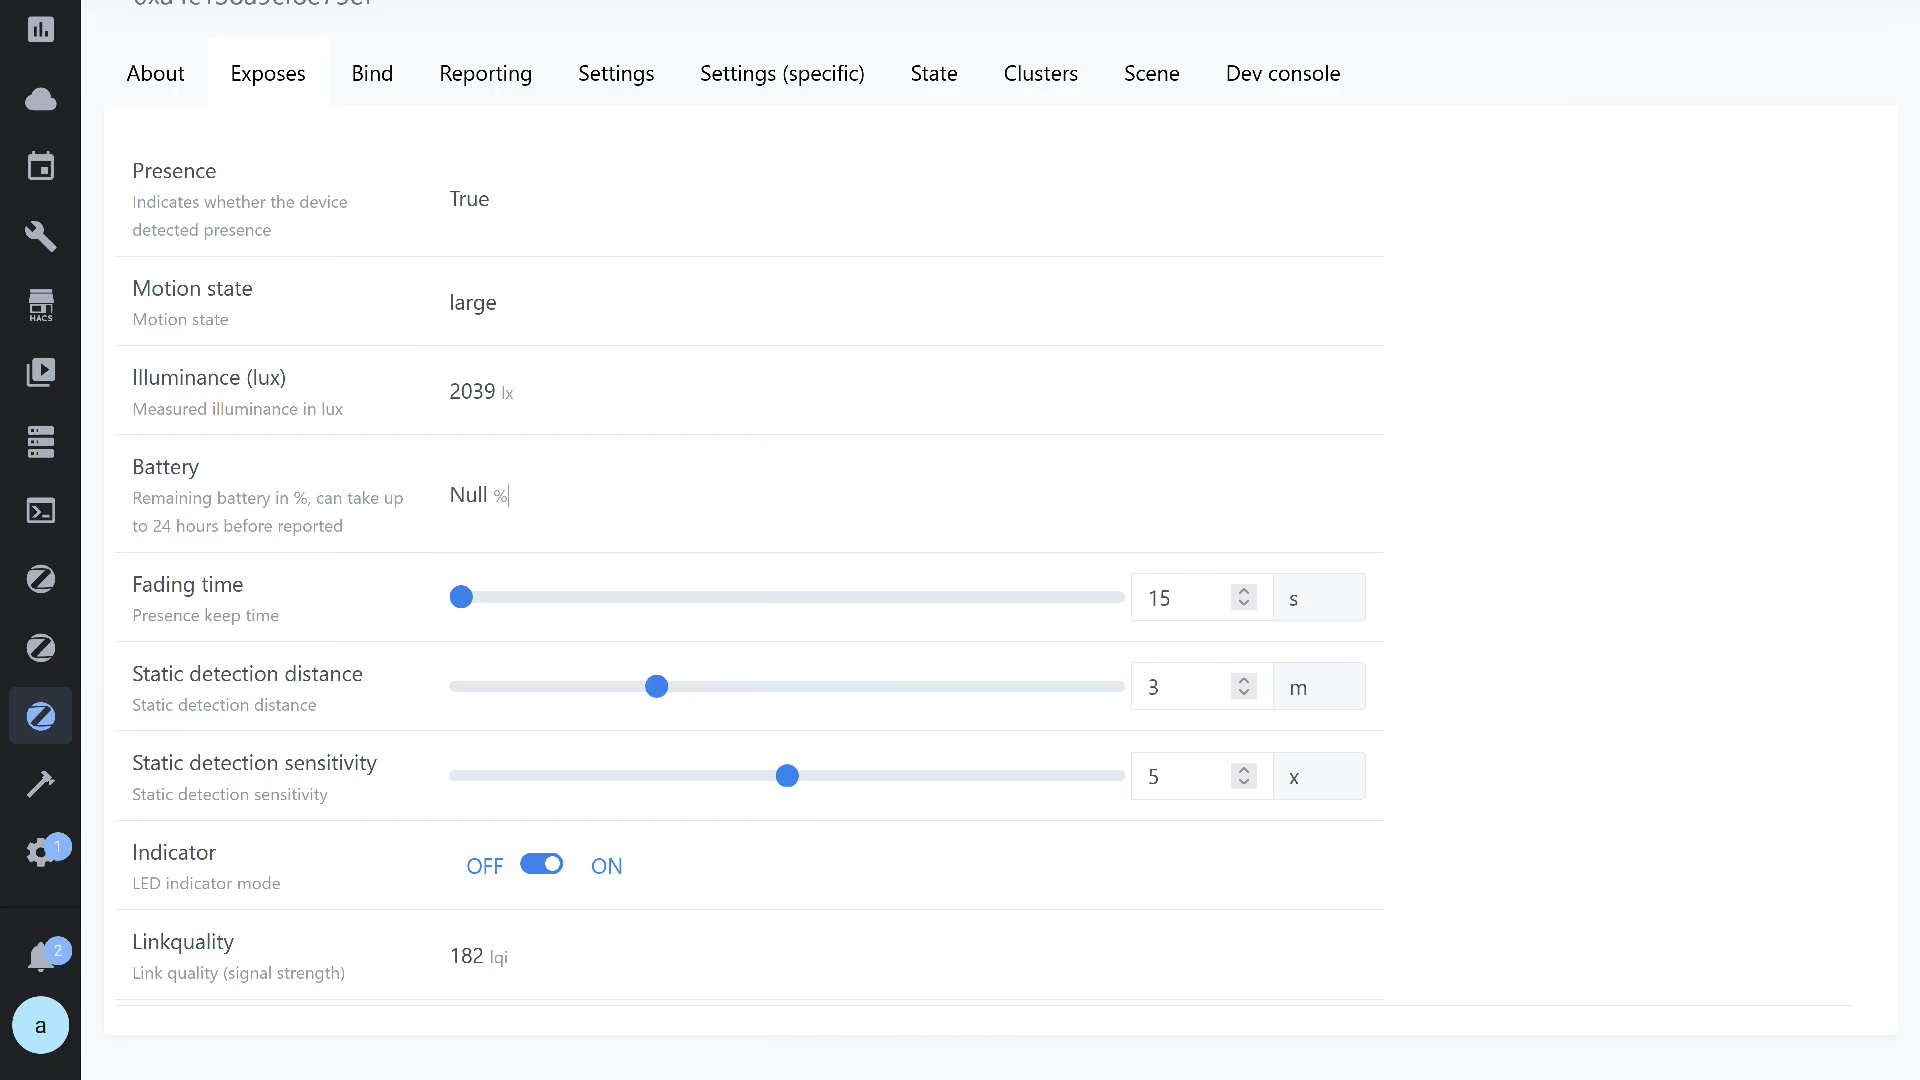 About Exposes Bind Reporting Settings Settings (specific) State Clusters Scene Dev console
Presence
Indicates whether the device
detected presence
True
Motion state
Motion state
large
Illuminance (lux)
Measured illuminance in lux
2039 lx
Battery
Remaining battery in %, can take up
to 24 hours before reported
Null %
Fading time
Presence keep time
15 s
Static detection distance
Static detection distance
3 m
Static detection sensitivity
Static detection sensitivity
5 x
Indicator
LED indicator mode
OFF ON
Linkquality
Link quality (signal strength)
182 lqi
HACS
1
2
a